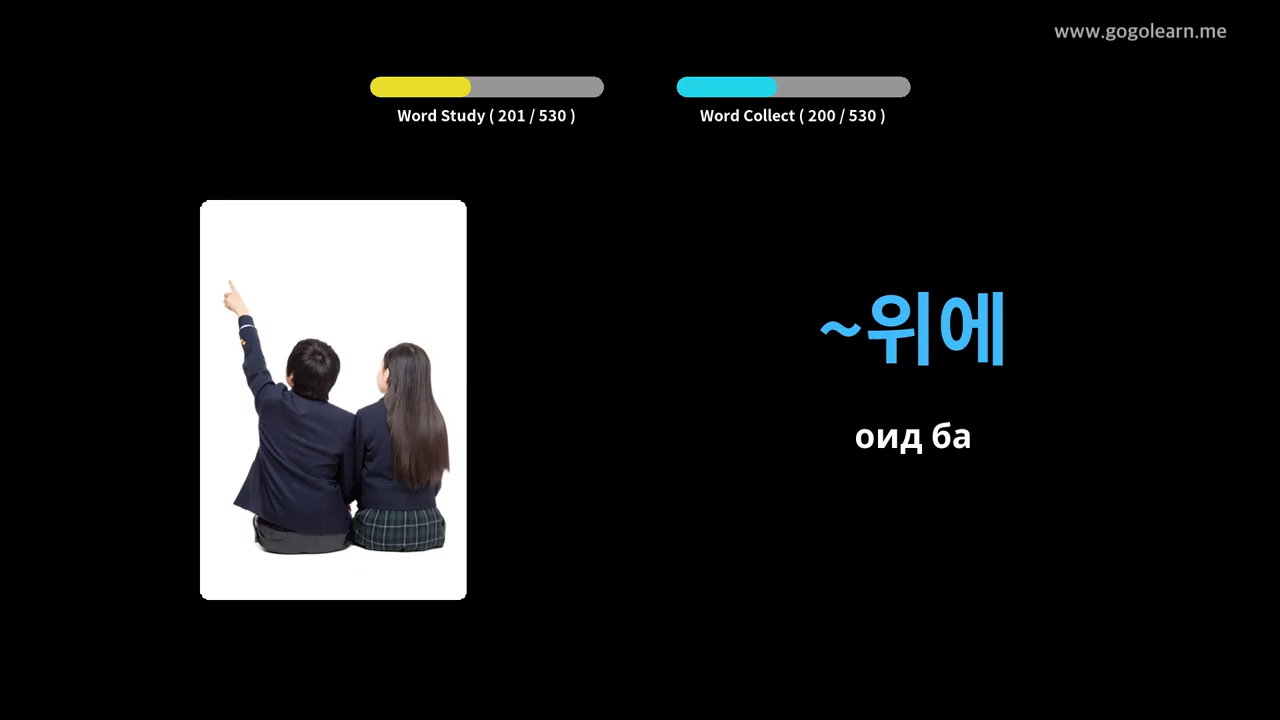 www.gogolearn.me
Word Study ( 201 / 530 )
Word Collect ( 200 / 530 )
~위에
оид ба